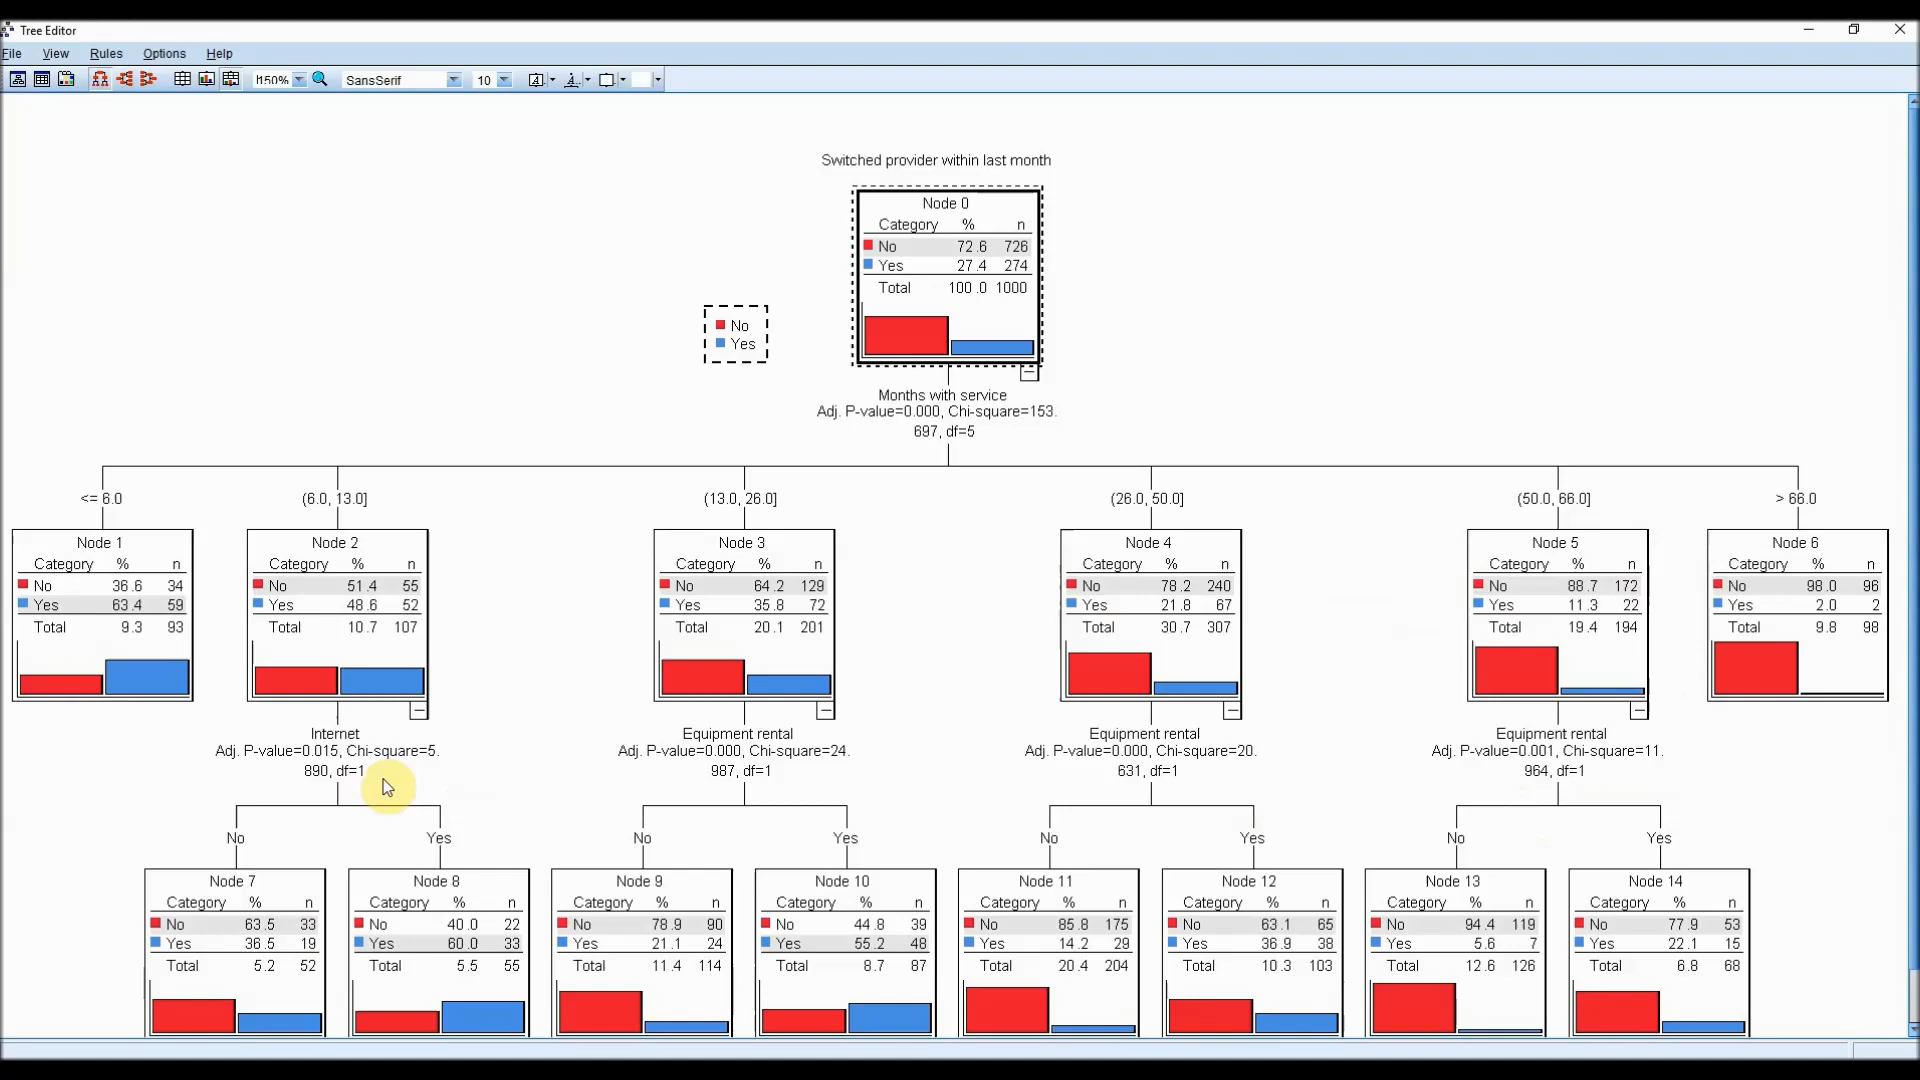 Tree Editor
File View Rules Options Help
150% SansSerif 10
Switched provider within last month
Node 0
Category % n
No 72.6 726
Yes 27.4 274
Total 100.0 1000
No
Yes
Months with service
Adj. P-value=0.000, Chi-square=153.
697, df=5
<= 6.0 (6.0, 13.0] (13.0, 26.0] (26.0, 50.0] (50.0, 66.0] > 66.0
Node 1
Category % n
No 36.6 34
Yes 63.4 59
Total 9.3 93
Node 2
Category % n
No 51.4 55
Yes 48.6 52
Total 10.7 107
Node 3
Category % n
No 64.2 129
Yes 35.8 72
Total 20.1 201
Node 4
Category % n
No 78.2 240
Yes 21.8 67
Total 30.7 307
Node 5
Category % n
No 88.7 172
Yes 11.3 22
Total 19.4 194
Node 6
Category % n
No 98.0 96
Yes 2.0 2
Total 9.8 98
Internet
Adj. P-value=0.015, Chi-square=5.
890, df=1
Equipment rental
Adj. P-value=0.000, Chi-square=24.
987, df=1
Equipment rental
Adj. P-value=0.000, Chi-square=20.
631, df=1
Equipment rental
Adj. P-value=0.001, Chi-square=11.
964, df=1
No Yes No Yes No Yes No Yes
Node 7
Category % n
No 63.5 33
Yes 36.5 19
Total 5.2 52
Node 8
Category % n
No 40.0 22
Yes 60.0 33
Total 5.5 55
Node 9
Category % n
No 78.9 90
Yes 21.1 24
Total 11.4 114
Node 10
Category % n
No 44.8 39
Yes 55.2 48
Total 8.7 87
Node 11
Category % n
No 85.8 175
Yes 14.2 29
Total 20.4 204
Node 12
Category % n
No 63.1 65
Yes 36.9 38
Total 10.3 103
Node 13
Category % n
No 94.4 119
Yes 5.6 7
Total 12.6 126
Node 14
Category % n
No 77.9 53
Yes 22.1 15
Total 6.8 68